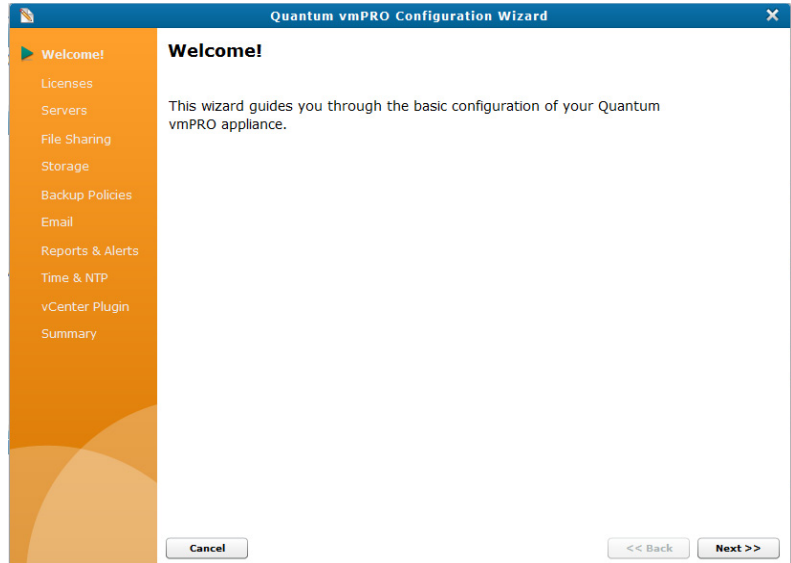 Quantum vmPRO Configuration Wizard
Welcome!
Licenses
Servers
File Sharing
Storage
Backup Policies
Email
Reports & Alerts
Time & NTP
vCenter Plugin
Summary
Welcome!
This wizard guides you through the basic configuration of your Quantum
vmPRO appliance.
Cancel
<< Back
Next >>